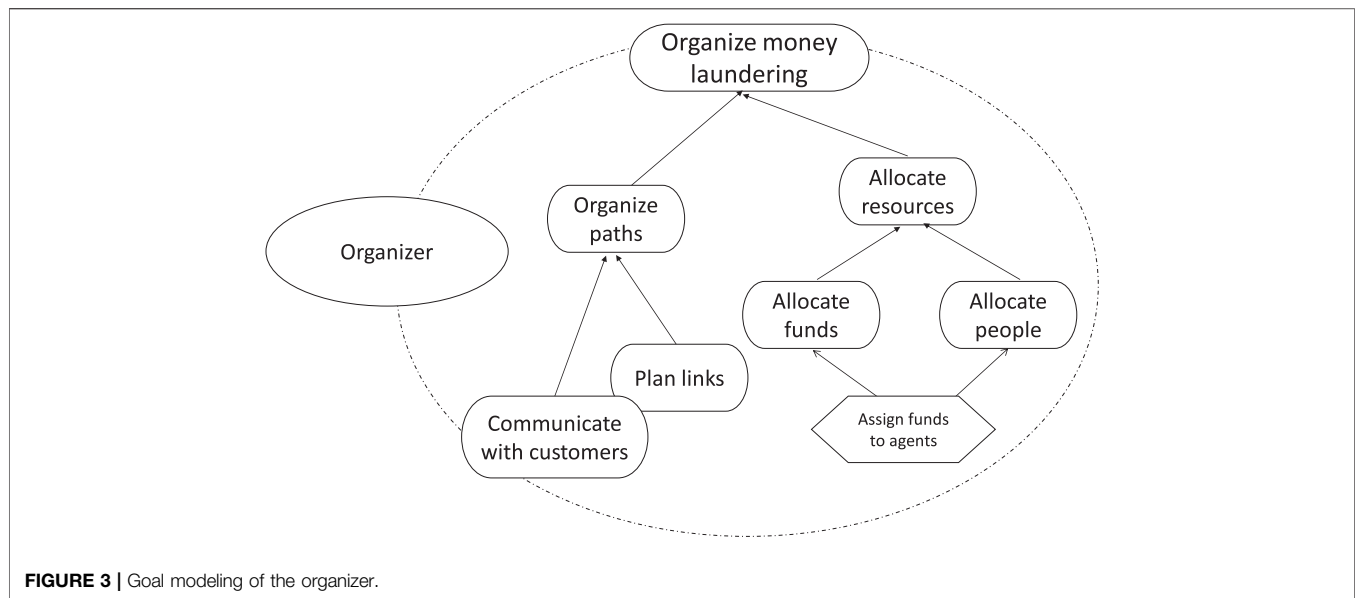 Organize money
laundering
Allocate
resources
Organize
paths
Organizer
Allocate
funds
Allocate
people
Plan links
Communicate
with customers
Assign funds
to agents
FIGURE 3 | Goal modeling of the organizer.